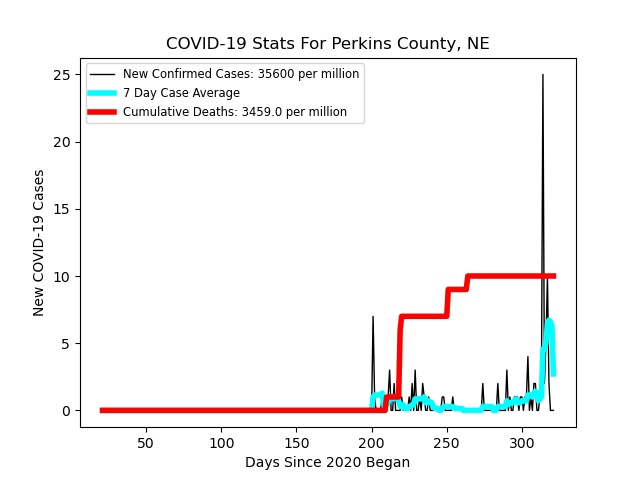 COVID-19 Stats For Perkins County, NE
New Confirmed Cases: 35600 per million
7 Day Case Average
Cumulative Deaths: 3459.0 per million
New COVID-19 Cases
25
20
15
10
5
0
50 100 150 200 250 300
Days Since 2020 Began